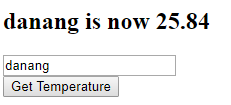 danang is now 25.84
danang
Get Temperature